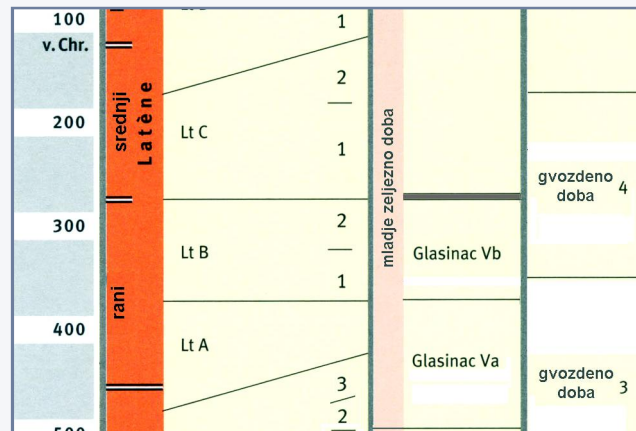 100
v. Chr.
200
300
400
srednji
Latène
rani
1
2
Lt C
1
2
Lt B
1
Lt A
3
2
mladje zeljezno doba
Glasinac Vb
Glasinac Va
gvozdeno
doba 4
gvozdeno
doba 3